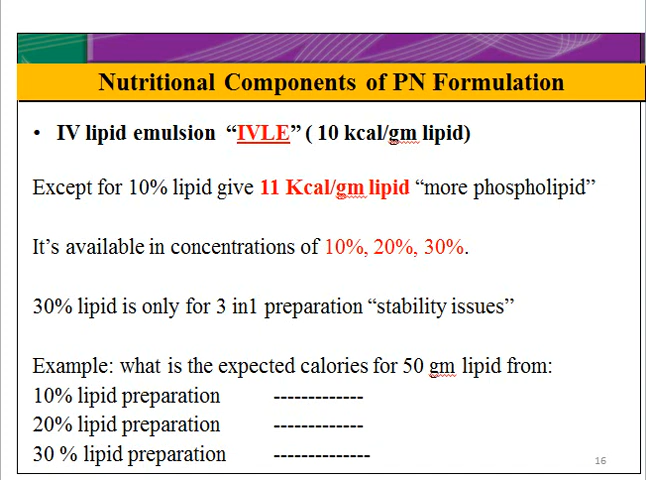 Nutritional Components of PN Formulation
• IV lipid emulsion “IVLE” ( 10 kcal/gm lipid)
Except for 10% lipid give 11 Kcal/gm lipid “more phospholipid”
It’s available in concentrations of 10%, 20%, 30%.
30% lipid is only for 3 in1 preparation “stability issues”
Example: what is the expected calories for 50 gm lipid from:
10% lipid preparation -------------
20% lipid preparation -------------
30 % lipid preparation --------------
16